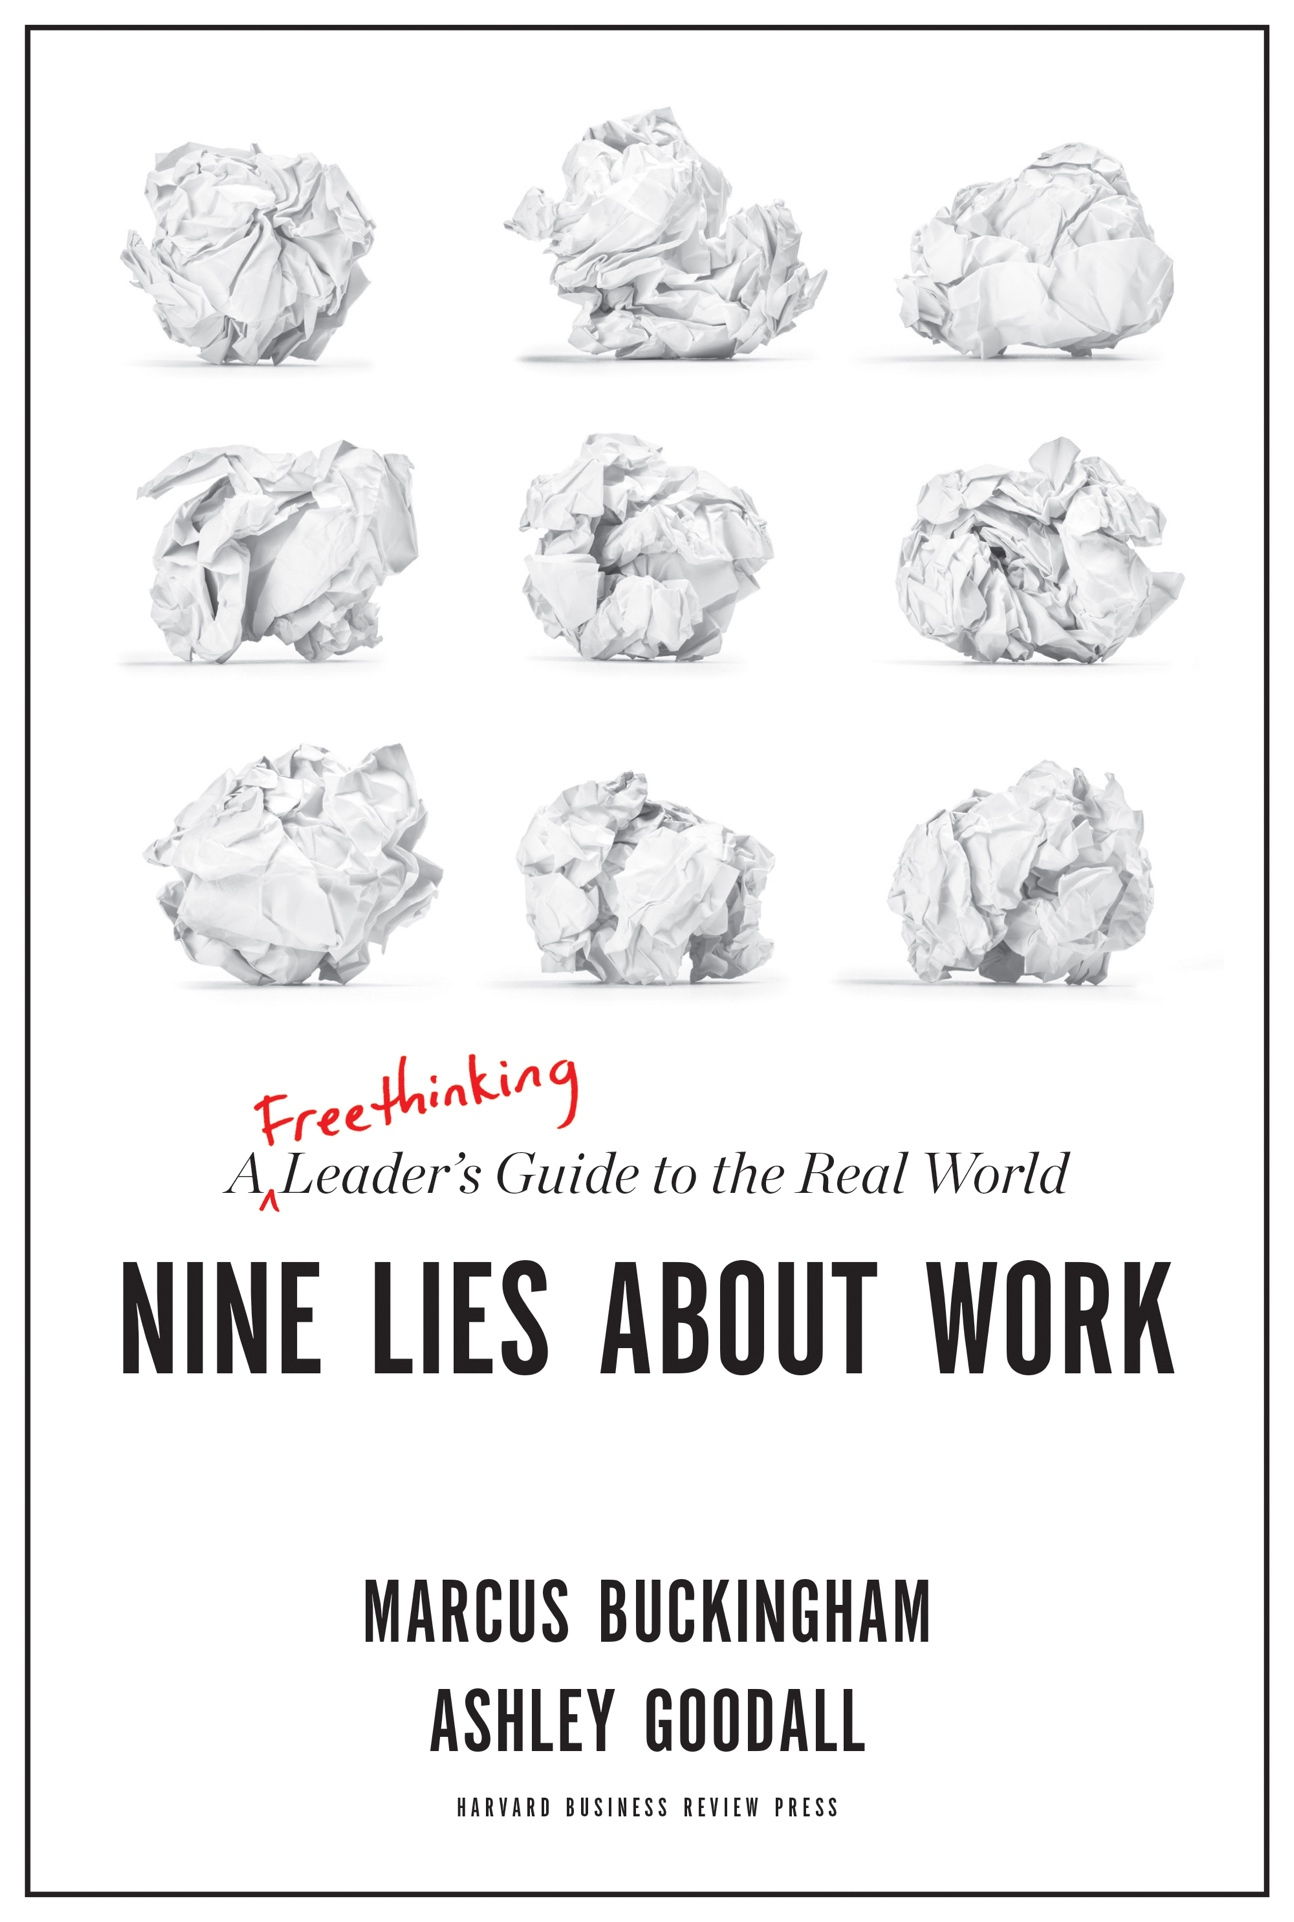 Freethinking
A ^ Leader's Guide to the Real World
NINE LIES ABOUT WORK
MARCUS BUCKINGHAM
ASHLEY GOODALL
HARVARD BUSINESS REVIEW PRESS